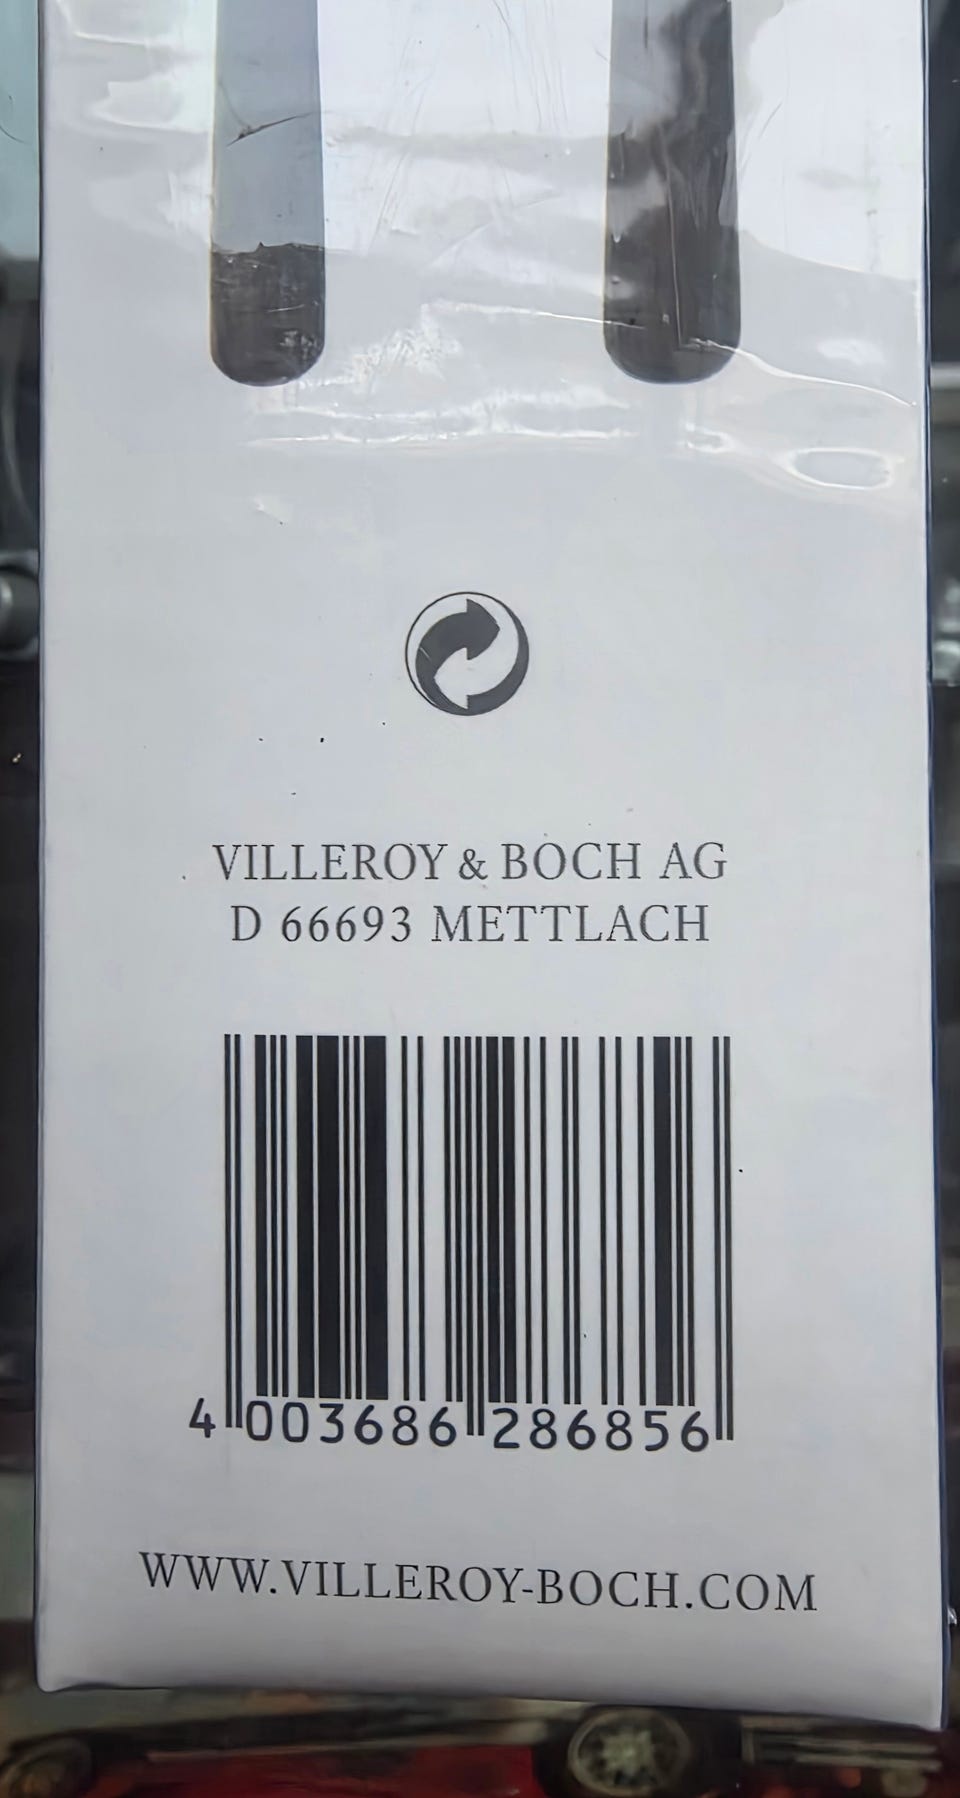 VILLEROY & BOCH AG
D 66693 METTLACH
4 003686 286856
WWW.VILLEROY-BOCH.COM